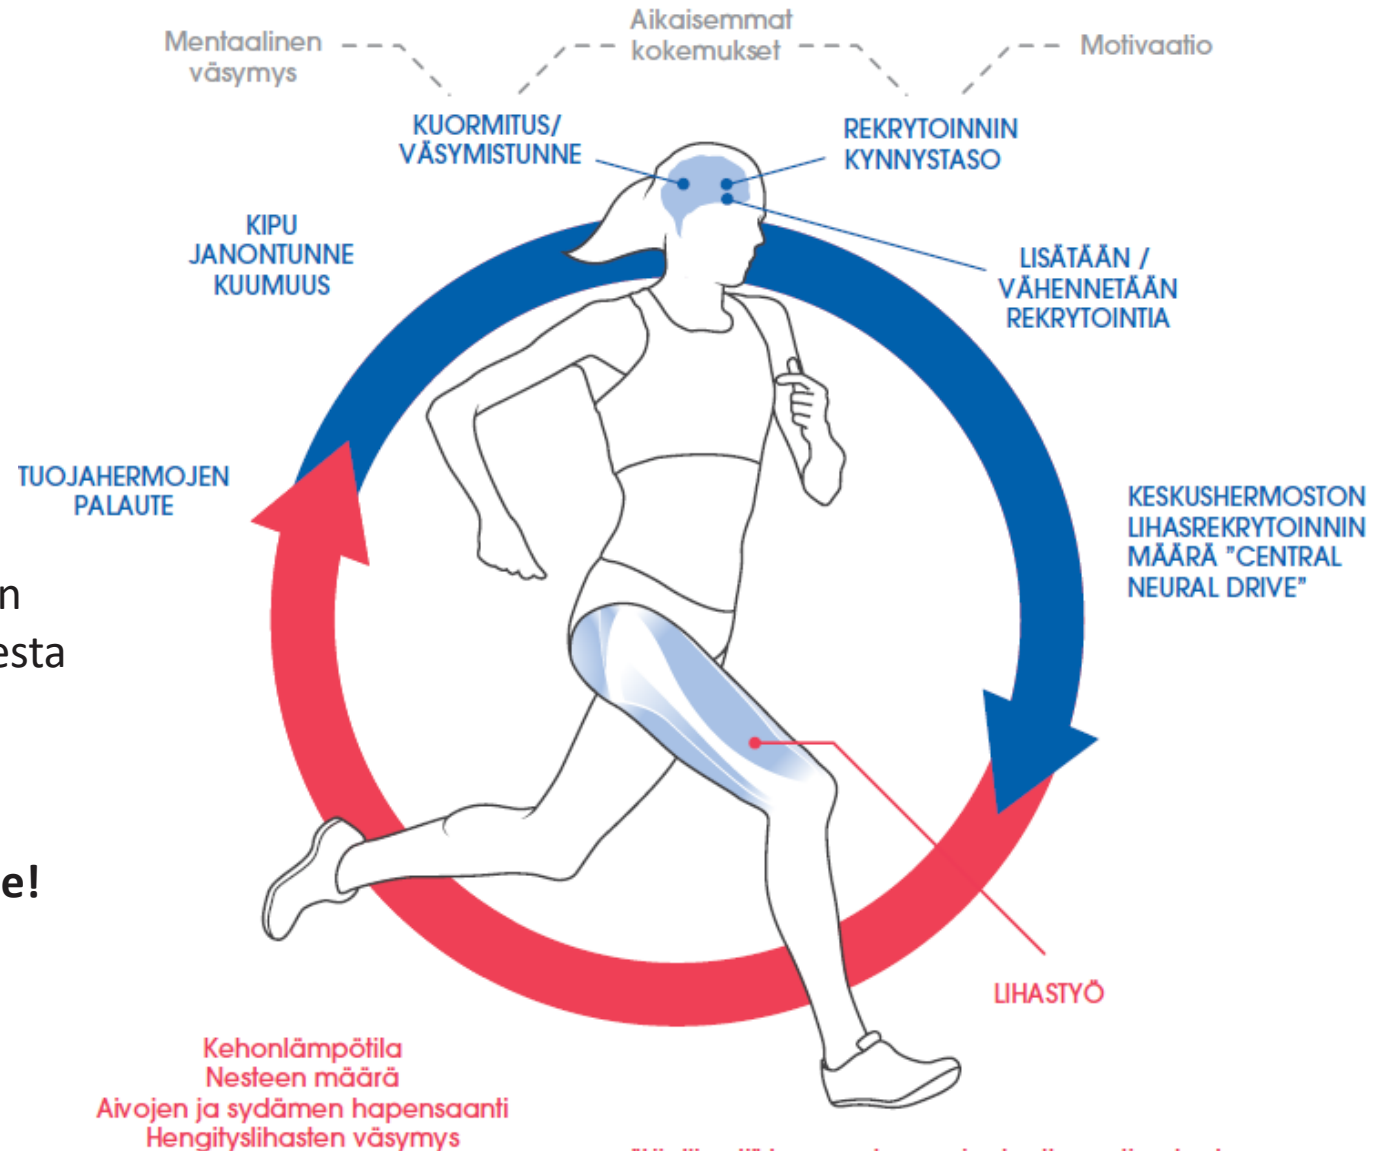 Mentaalinen
väsymys
Aikaisemmat
kokemukset
Motivaatio
KUORMITUS/
VÄSYMISTUNNE
REKRYTOINNIN
KYNNYSTASO
KIPU
JANONTUNNE
KUUMUUS
LISÄTÄÄN /
VÄHENNETÄÄN
REKRYTOINTIA
TUOJAHERMOJEN
PALAUTE
KESKUSHERMOSTON
LIHASREKRYTOINNIN
MÄÄRÄ ”CENTRAL
NEURAL DRIVE”
n
esta
e!
LIHASTYÖ
Kehonlämpötila
Nesteen määrä
Aivojen ja sydämen hapensaanti
Hengityslihasten väsymys